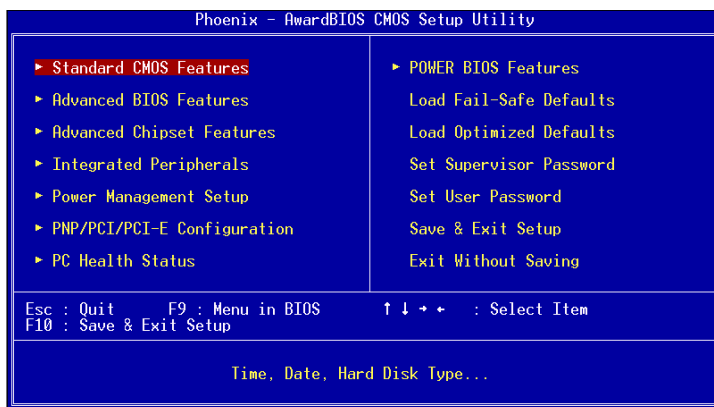 Phoenix - AwardBIOS CMOS Setup Utility
► Standard CMOS Features
► Advanced BIOS Features
► Advanced Chipset Features
► Integrated Peripherals
► Power Management Setup
► PNP/PCI/PCI-E Configuration
► PC Health Status
► POWER BIOS Features
Load Fail-Safe Defaults
Load Optimized Defaults
Set Supervisor Password
Set User Password
Save & Exit Setup
Exit Without Saving
Esc : Quit F9 : Menu in BIOS ↑ ↓ → ← : Select Item
F10 : Save & Exit Setup
Time, Date, Hard Disk Type...